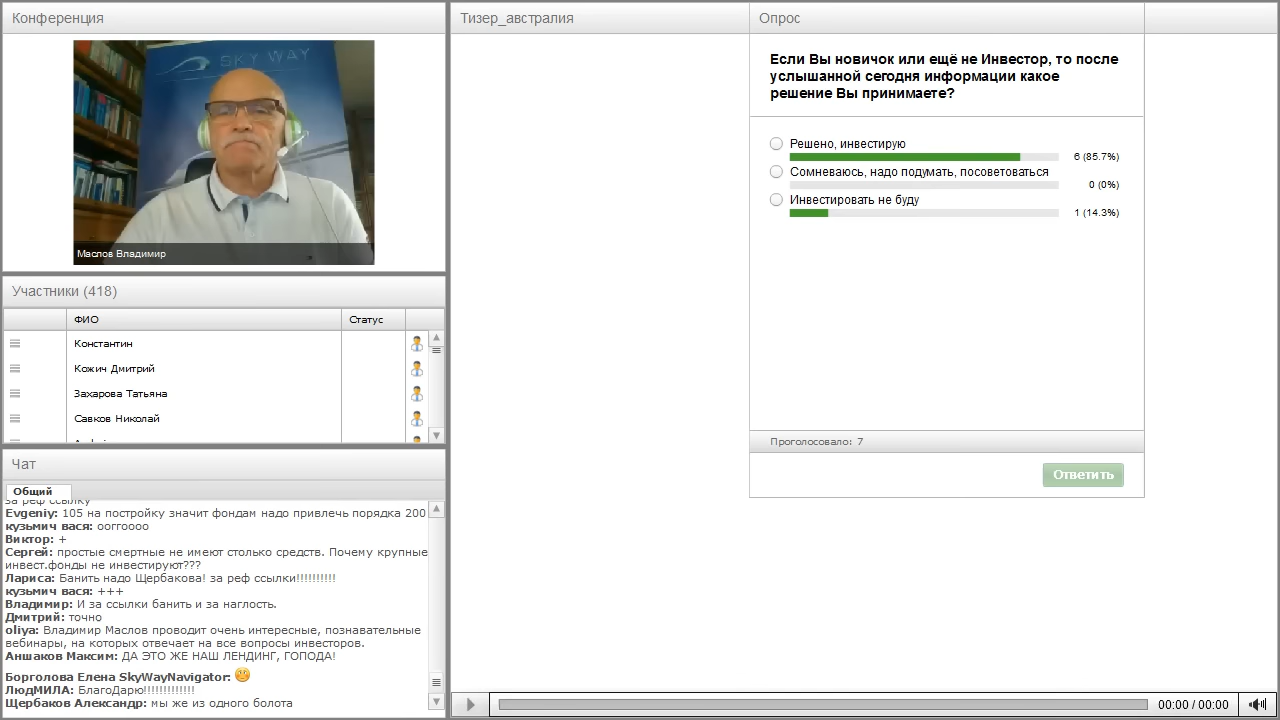 Конференция
SKY WAY
Маслов Владимир
Участники (418)
ФИО
Статус
Константин
Кожич Дмитрий
Захарова Татьяна
Савков Николай
Чат
Общий
за реф ссылку
Evgeniy: 105 на постройку значит фондам надо привлечь порядка 200
кузьмич вася: ооггоооо
Виктор: +
Сергей: простые смертные не имеют столько средств. Почему крупные
инвест.фонды не инвестируют???
Лариса: Банить надо Щербакова! за реф ссылки!!!!!!!!!!
кузьмич вася: +++
Владимир: И за ссылки банить и за наглость.
Дмитрий: точно
oliya: Владимир Маслов проводит очень интересные, познавательные
вебинары, на которых отвечает на все вопросы инвесторов.
Аншаков Максим: ДА ЭТО ЖЕ НАШ ЛЕНДИНГ, ГОПОДА!
Борголова Елена SkyWayNavigator:
ЛюдМИЛА: БлагоДарю!!!!!!!!!!!!!
Щербаков Александр: мы же из одного болота
Тизер_австралия
Опрос
Если Вы новичок или ещё не Инвестор, то после
услышанной сегодня информации какое
решение Вы принимаете?
Решено, инвестирую
6 (85.7%)
Сомневаюсь, надо подумать, посоветоваться
0 (0%)
Инвестировать не буду
1 (14.3%)
Проголосовало: 7
Ответить
00:00 / 00:00